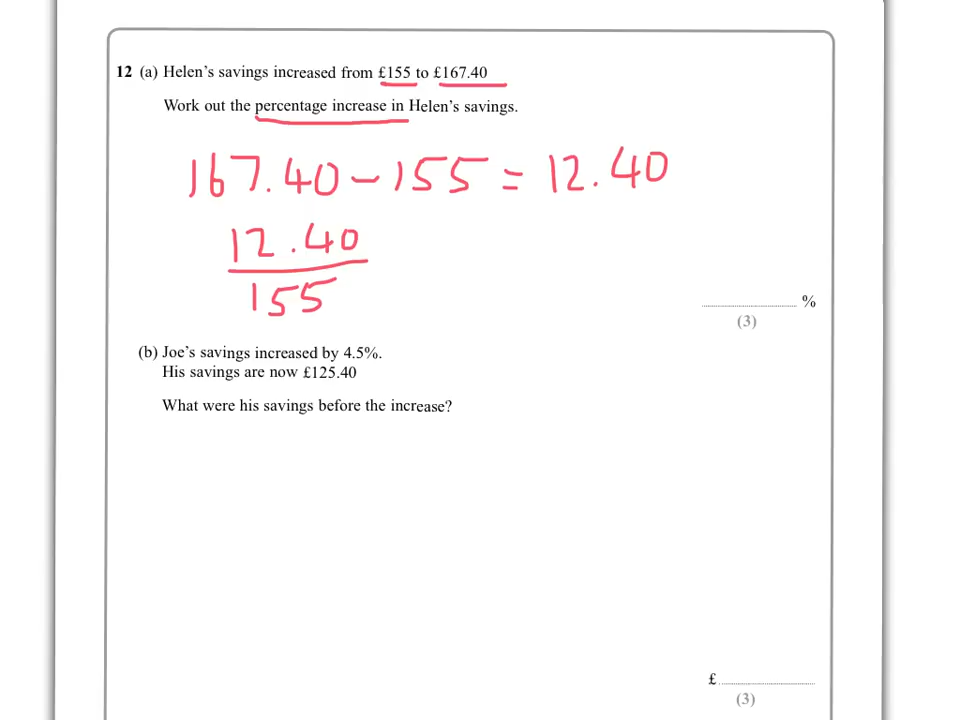 12 (a) Helen's savings increased from £155 to £167.40
Work out the percentage increase in Helen's savings.
167.40 - 155 = 12.40
12.40
155
%
(3)
(b) Joe's savings increased by 4.5%.
His savings are now £125.40
What were his savings before the increase?
£
(3)